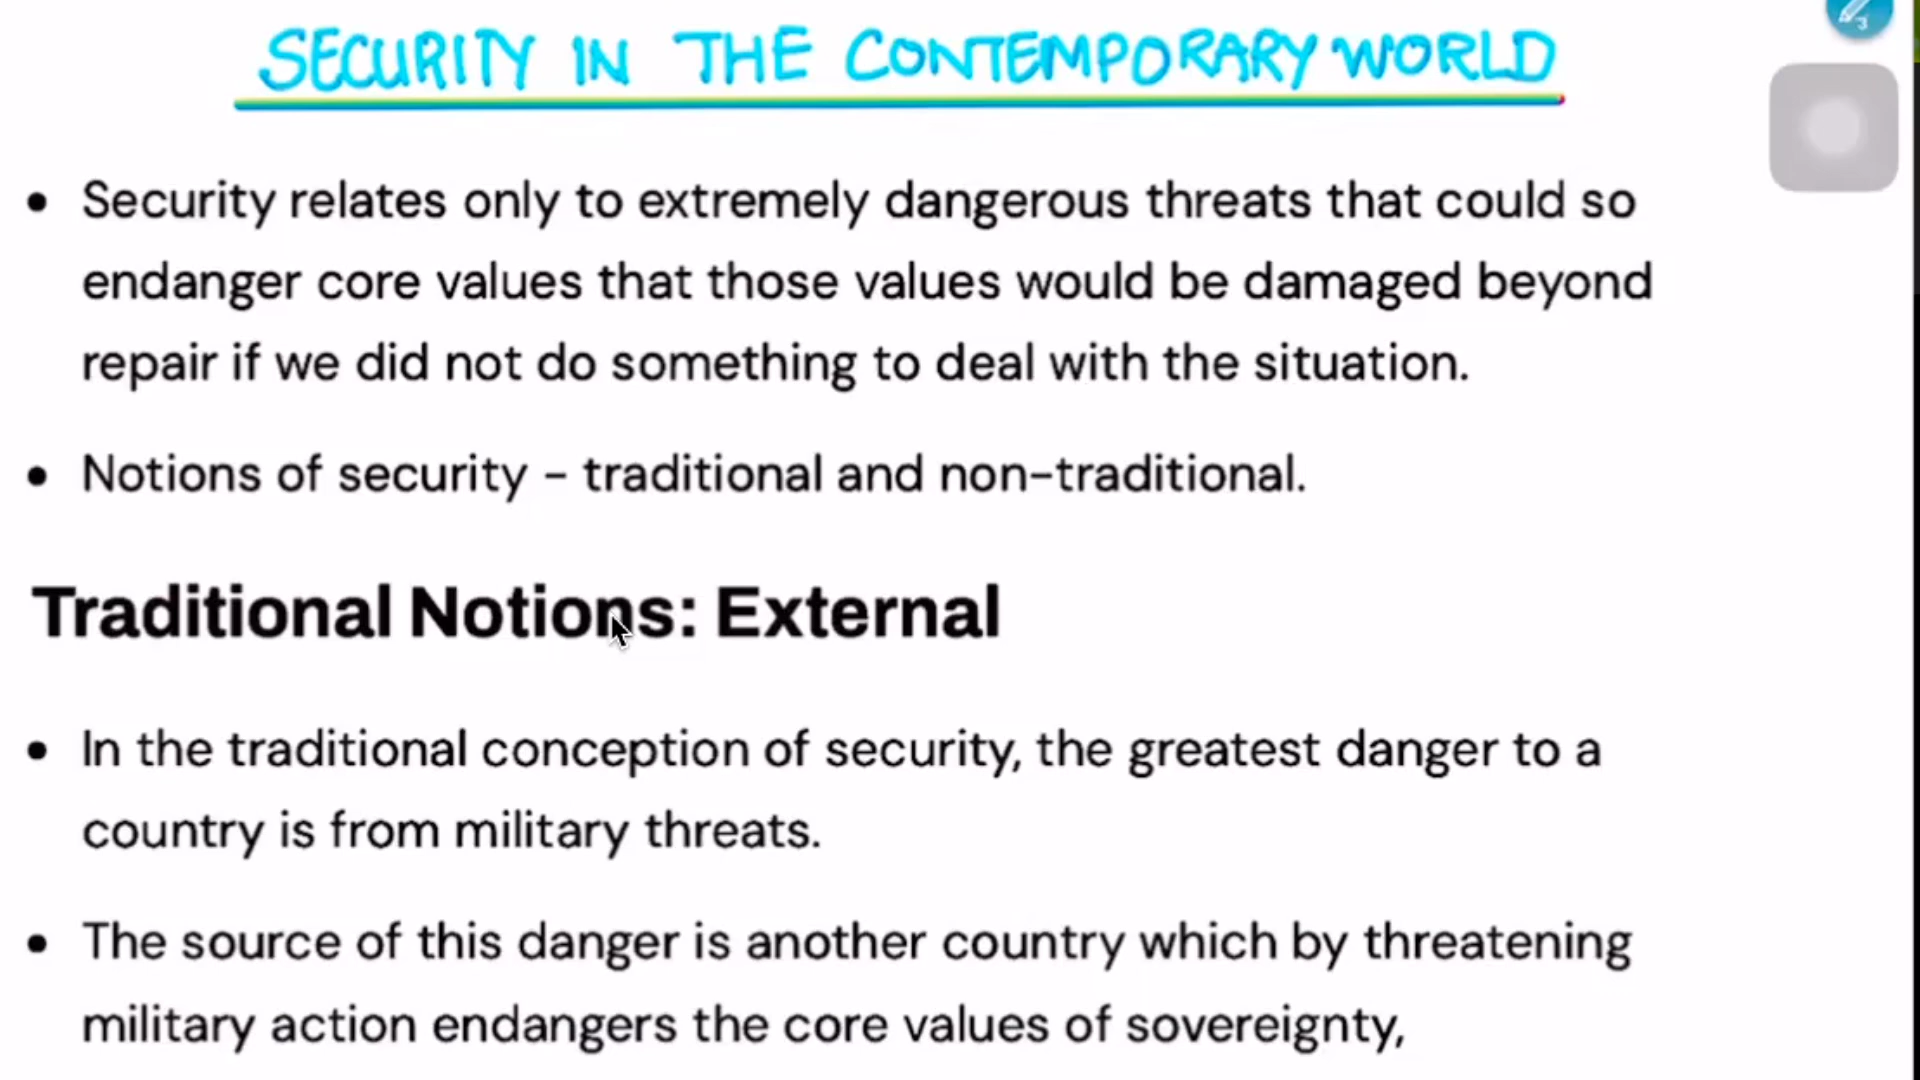 SECURITY IN THE CONTEMPORARY WORLD
3
• Security relates only to extremely dangerous threats that could so
endanger core values that those values would be damaged beyond
repair if we did not do something to deal with the situation.
• Notions of security – traditional and non-traditional.
Traditional Notions: External
• In the traditional conception of security, the greatest danger to a
country is from military threats.
• The source of this danger is another country which by threatening
military action endangers the core values of sovereignty,